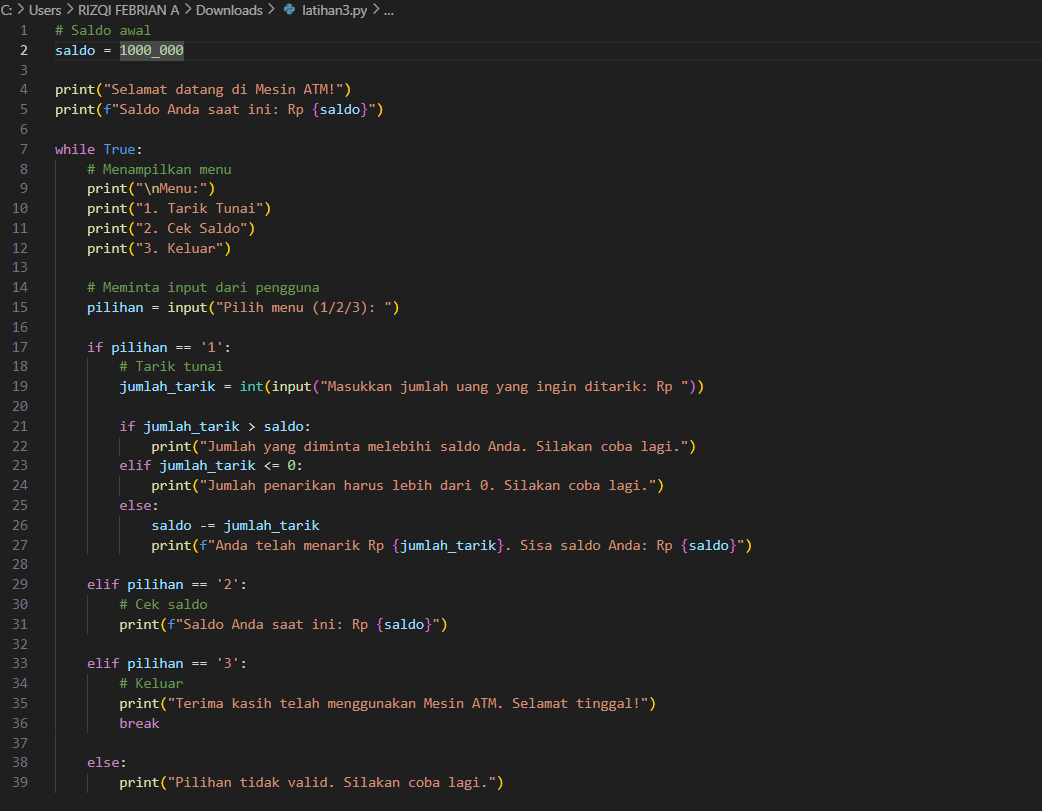 C: > Users > RIZQI FEBRIAN A > Downloads > latihan3.py > ...
1 # Saldo awal
2 saldo = 1000_000
3
4 print("Selamat datang di Mesin ATM!")
5 print(f"Saldo Anda saat ini: Rp {saldo}")
6
7 while True:
8     # Menampilkan menu
9     print("\nMenu:")
10     print("1. Tarik Tunai")
11     print("2. Cek Saldo")
12     print("3. Keluar")
13
14     # Meminta input dari pengguna
15     pilihan = input("Pilih menu (1/2/3): ")
16
17     if pilihan == '1':
18         # Tarik tunai
19         jumlah_tarik = int(input("Masukkan jumlah uang yang ingin ditarik: Rp "))
20
21         if jumlah_tarik > saldo:
22             print("Jumlah yang diminta melebihi saldo Anda. Silakan coba lagi.")
23         elif jumlah_tarik <= 0:
24             print("Jumlah penarikan harus lebih dari 0. Silakan coba lagi.")
25         else:
26             saldo -= jumlah_tarik
27             print(f"Anda telah menarik Rp {jumlah_tarik}. Sisa saldo Anda: Rp {saldo}")
28
29     elif pilihan == '2':
30         # Cek saldo
31         print(f"Saldo Anda saat ini: Rp {saldo}")
32
33     elif pilihan == '3':
34         # Keluar
35         print("Terima kasih telah menggunakan Mesin ATM. Selamat tinggal!")
36         break
37
38     else:
39         print("Pilihan tidak valid. Silakan coba lagi.")